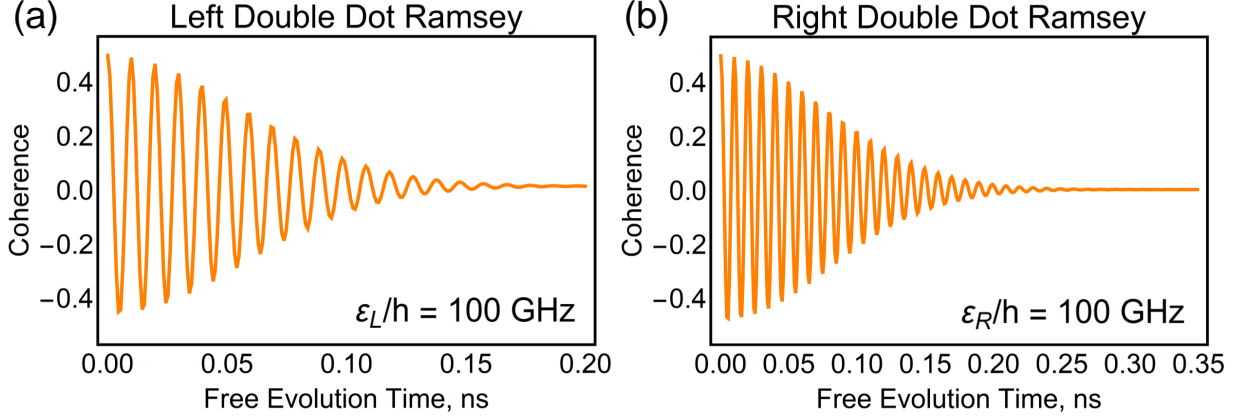 (a) Left Double Dot Ramsey
Coherence
0.4
0.2
0.0
−0.2
−0.4
εL/h = 100 GHz
0.00 0.05 0.10 0.15 0.20
Free Evolution Time, ns
(b) Right Double Dot Ramsey
Coherence
0.4
0.2
0.0
−0.2
−0.4
εR/h = 100 GHz
0.00 0.05 0.10 0.15 0.20 0.25 0.30 0.35
Free Evolution Time, ns